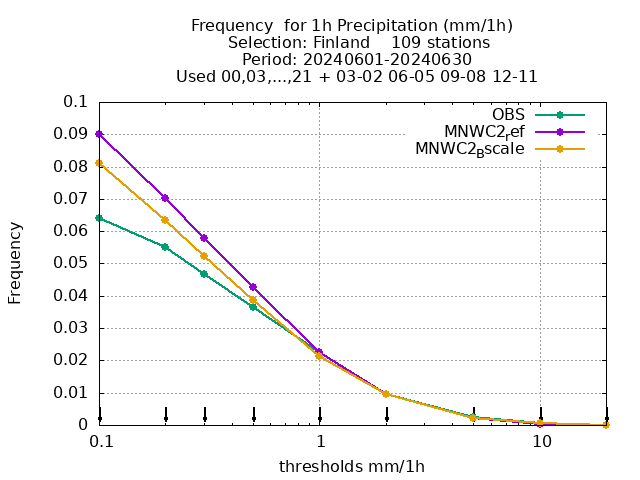 Frequency  for 1h Precipitation (mm/1h)
Selection: Finland    109 stations
Period: 20240601-20240630
Used 00,03,...,21 + 03-02 06-05 09-08 12-11
OBS
MNWC2ref
MNWC2Bscale
Frequency
0.1
0.09
0.08
0.07
0.06
0.05
0.04
0.03
0.02
0.01
0
0.1 1 10
thresholds mm/1h